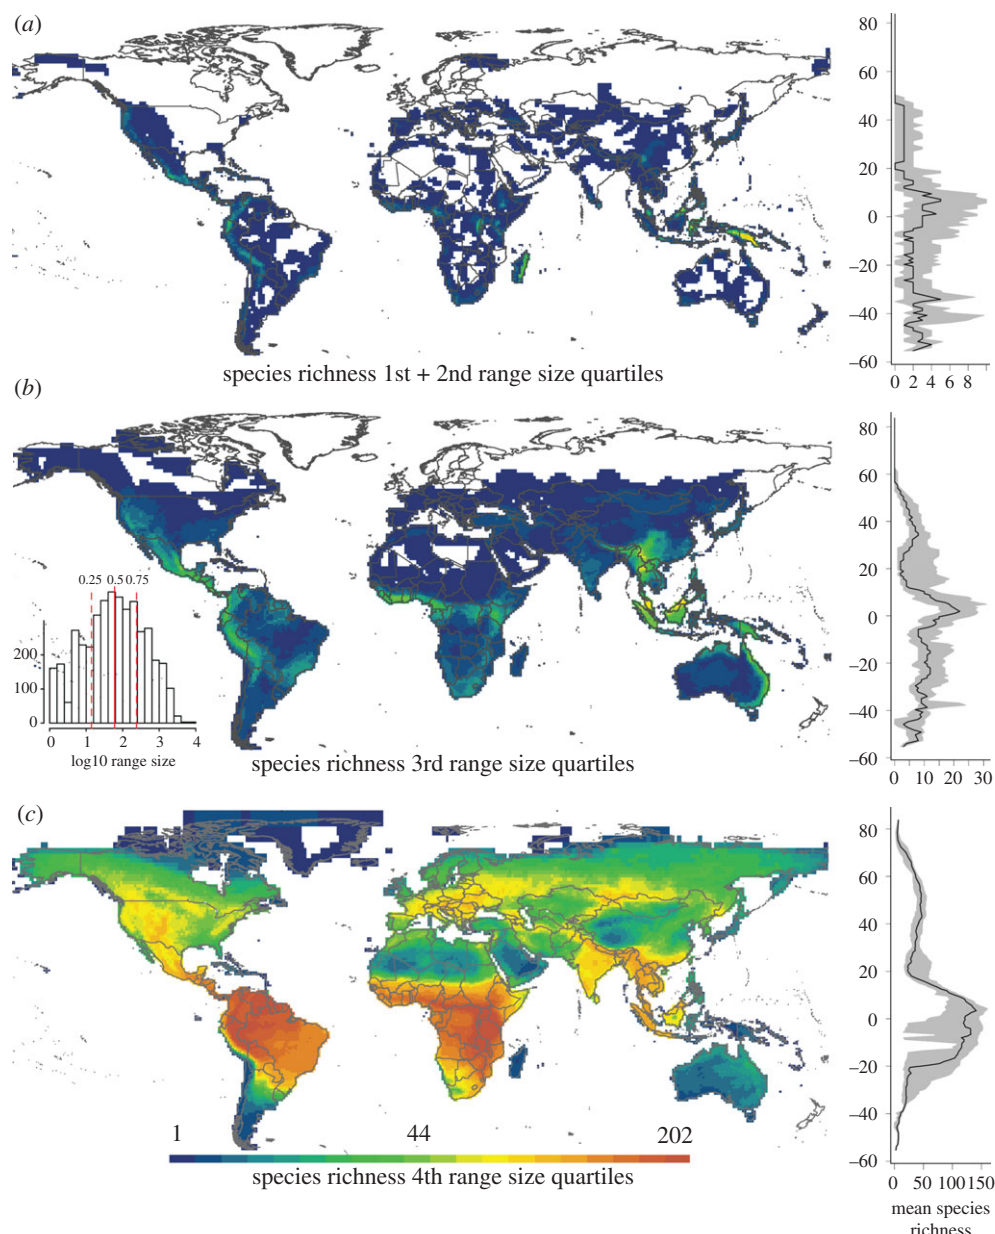 (a)
80
60
40
20
0
−20
−40
−60
0 2 4 6 8
species richness 1st + 2nd range size quartiles
(b)
80
60
40
20
0
−20
−40
−60
0 10 20 30
0.25 0.5 0.75
200
100
0
0 1 2 3 4
log10 range size
species richness 3rd range size quartiles
(c)
80
60
40
20
0
−20
−40
−60
0 50 100 150
mean species
richness
1 44 202
species richness 4th range size quartiles